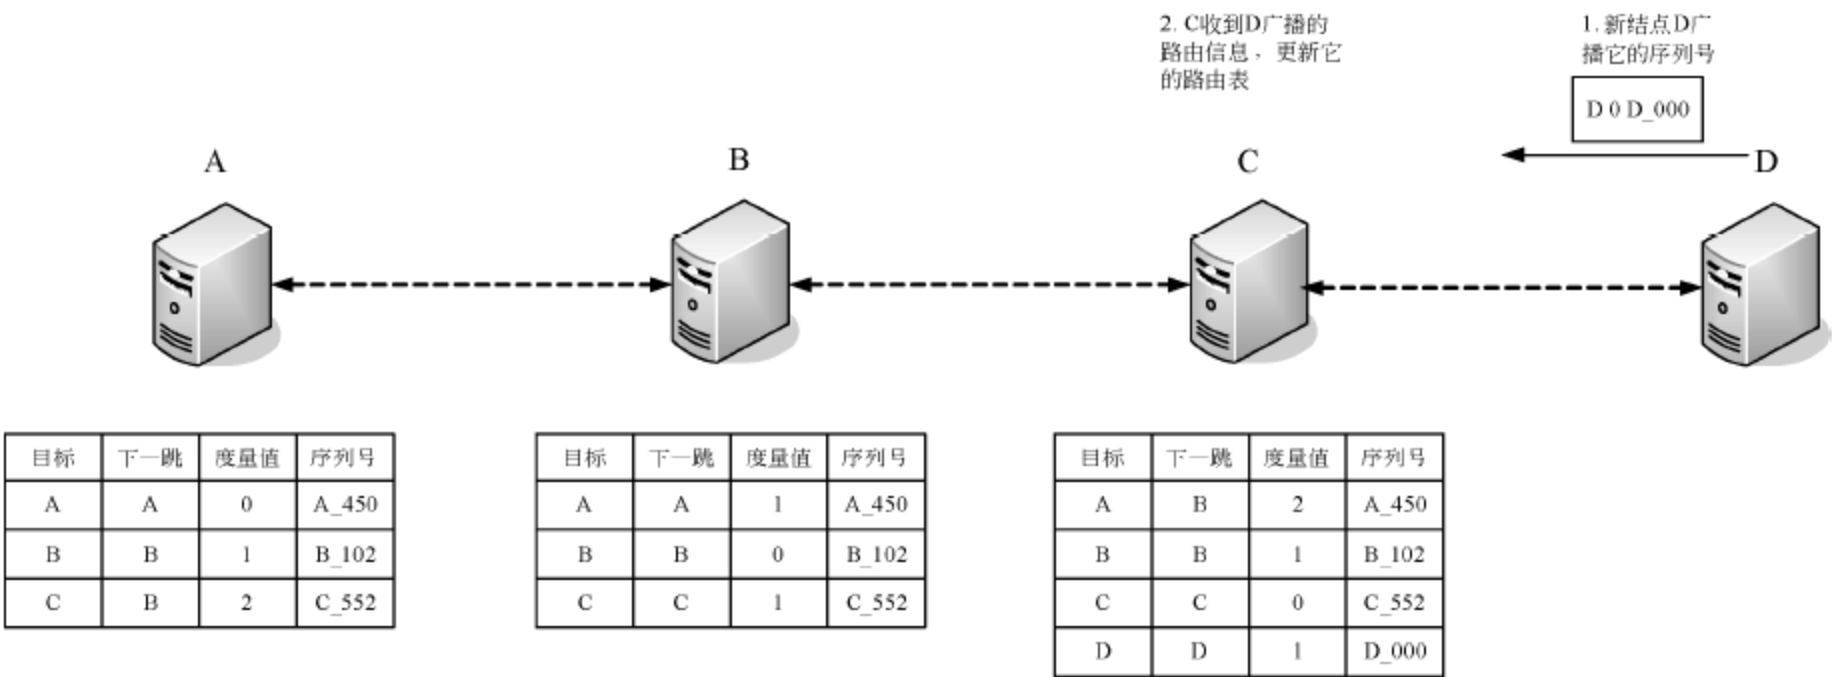 2. C收到D广播的
路由信息，更新它
的路由表
1. 新结点D广
播它的序列号
D 0 D_000
A
B
C
D
目标 下一跳 度量值 序列号
A A 0 A_450
B B 1 B_102
C B 2 C_552
目标 下一跳 度量值 序列号
A A 1 A_450
B B 0 B_102
C C 1 C_552
目标 下一跳 度量值 序列号
A B 2 A_450
B B 1 B_102
C C 0 C_552
D D 1 D_000